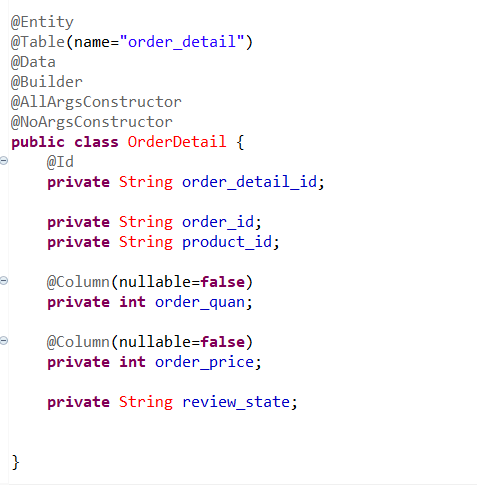 @Entity
@Table(name="order_detail")
@Data
@Builder
@AllArgsConstructor
@NoArgsConstructor
public class OrderDetail {
@Id
private String order_detail_id;
private String order_id;
private String product_id;
@Column(nullable=false)
private int order_quan;
@Column(nullable=false)
private int order_price;
private String review_state;
}